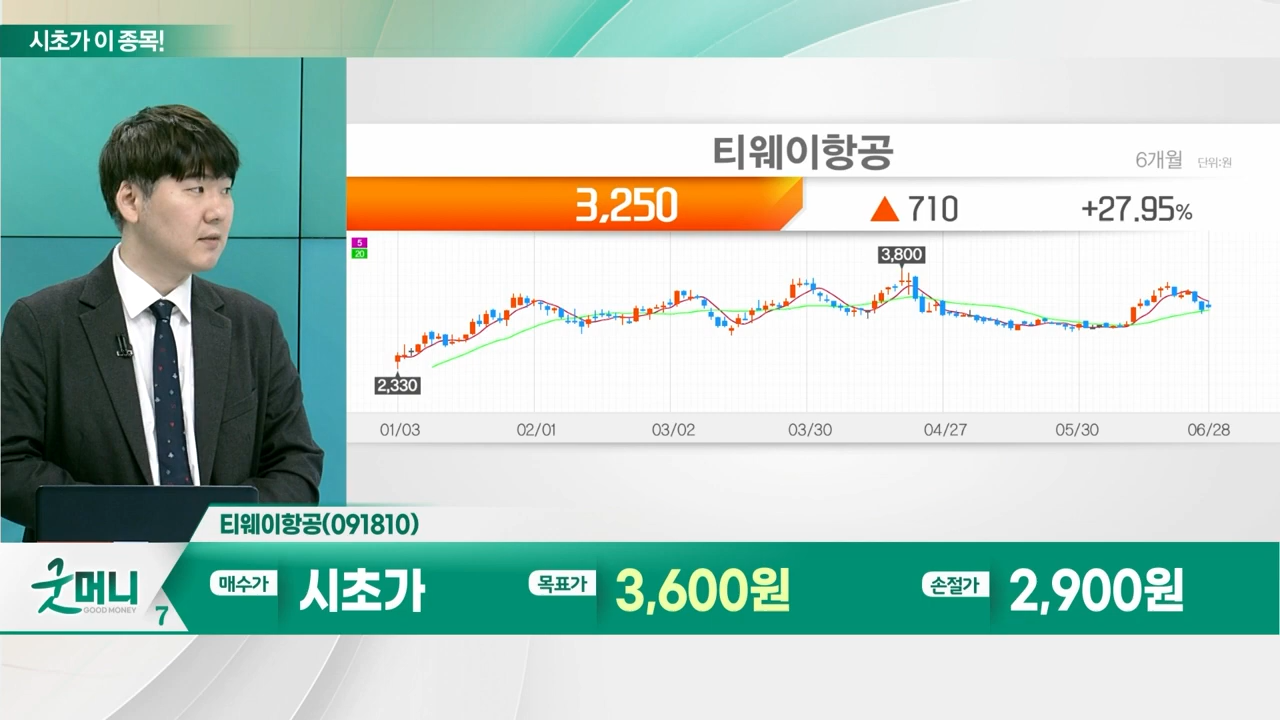 시초가 이 종목!
티웨이항공
6개월 단위:원
3,250 ▲ 710 +27.95%
5
20
3,800
2,330
01/03 02/01 03/02 03/30 04/27 05/30 06/28
티웨이항공(091810)
굿머니 GOOD MONEY 7
매수가 시초가 목표가 3,600원 손절가 2,900원